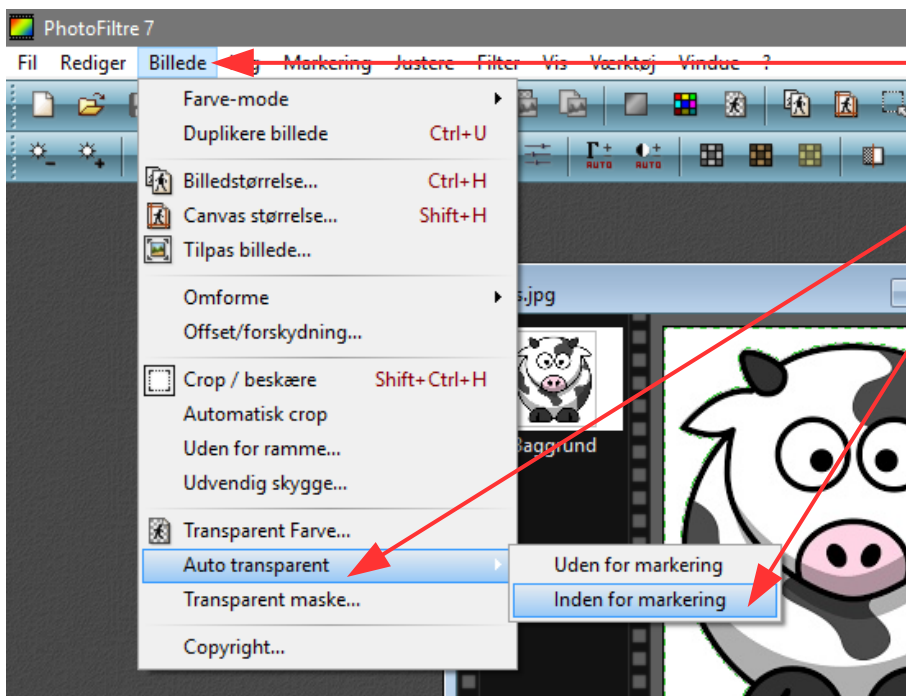 PhotoFiltre 7
Fil Rediger Billede Markering Justere Filter Vis Værktøj Vindue ?
Farve-mode
Duplikere billede Ctrl+U
Billedstørrelse... Ctrl+H
Canvas størrelse... Shift+H
Tilpas billede...
Omforme
Offset/forskydning...
Crop / beskære Shift+Ctrl+H
Automatisk crop
Uden for ramme...
Udvendig skygge...
Transparent Farve...
Auto transparent
Transparent maske...
Copyright...
Uden for markering
Inden for markering
AUTO AUTO
s.jpg
Baggrund